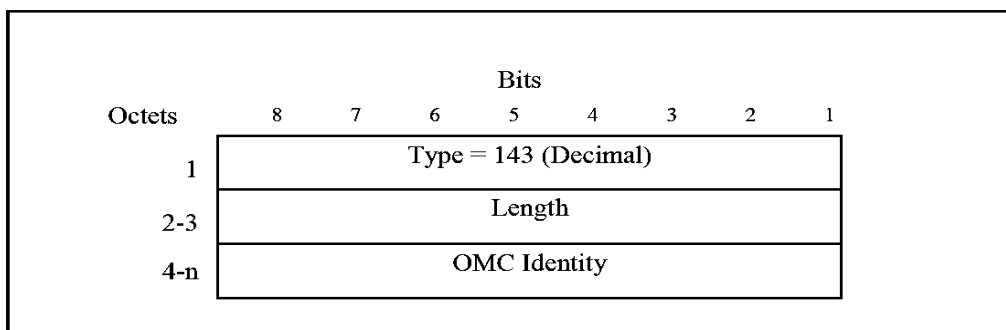 Bits
Octets 8 7 6 5 4 3 2 1
1 Type = 143 (Decimal)
2-3 Length
4-n OMC Identity